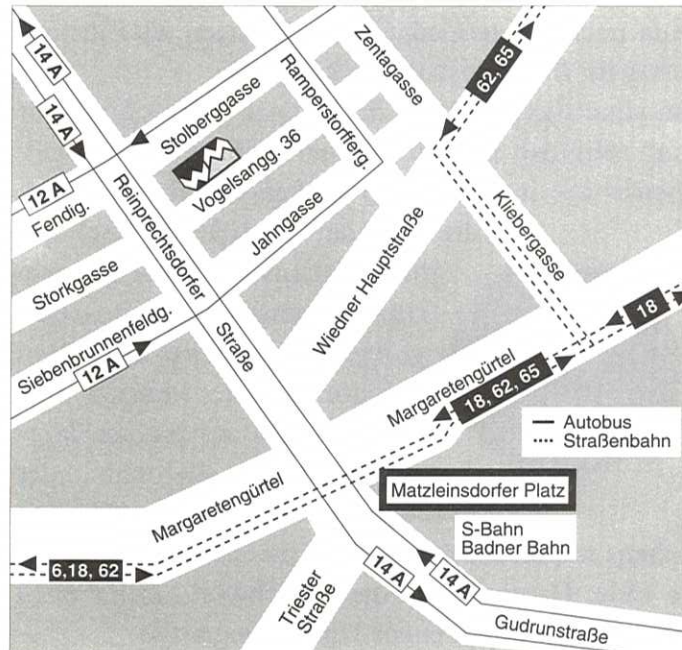 14 A
14 A
Stolberggasse
Ramperstorfferg.
Zentagasse
62, 65
12 A
Fendig.
Reinprechtsdorfer
Straße
Vogelsangg. 36
Jahngasse
Wiedner Hauptstraße
Kliebergasse
Storkgasse
Siebenbrunnenfeldg.
12 A
18
Margaretengürtel
18, 62, 65
Autobus
Straßenbahn
Margaretengürtel
Matzleinsdorfer Platz
S-Bahn
Badner Bahn
6,18, 62
14 A
14 A
Triester
Straße
Gudrunstraße